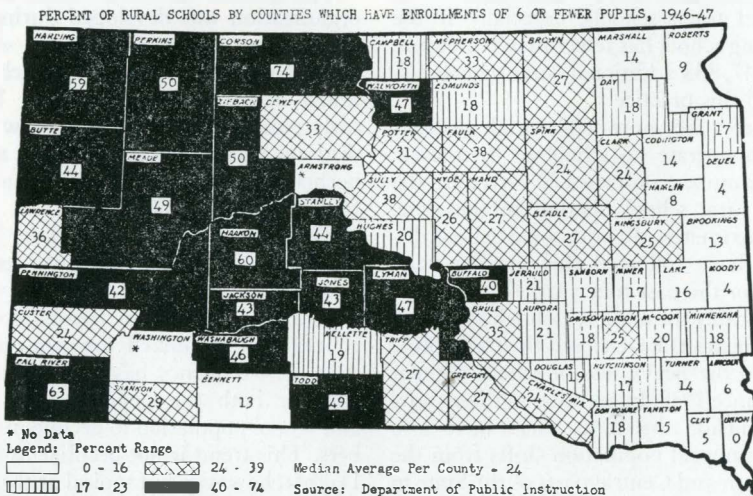 PERCENT OF RURAL SCHOOLS BY COUNTIES WHICH HAVE ENROLLMENTS OF 6 OR FEWER PUPILS, 1946-47
HARDING
59
PERKINS
50
CORSON
74
CAMPBELL
18
McPHERSON
33
BROWN
27
MARSHALL
14
ROBERTS
9
WALWORTH
47
EDMUNDS
18
DAY
18
GRANT
17
BUTTE
44
MEADE
49
ZIEBACH
50
DEWEY
33
ARMSTRONG
*
POTTER
31
FAULK
38
SPINK
24
CLARK
24
CODINGTON
14
DEUEL
4
HAMLIN
8
LAWRENCE
36
HAAKON
60
STANLEY
44
SULLY
38
HUGHES
20
HYDE
26
HAND
27
BEADLE
27
KINGSBURY
25
BROOKINGS
13
PENNINGTON
42
JACKSON
43
JONES
43
LYMAN
47
BUFFALO
40
JERAULD
21
SANBORN
19
MINER
17
LAKE
16
MOODY
4
CUSTER
24
WASHINGTON
*
WASHABAUGH
46
MELLETTE
19
TRIPP
27
BRULE
35
AURORA
21
DAVISON
18
HANSON
25
McCOOK
20
MINNEHAHA
18
FALL RIVER
63
SHANNON
29
BENNETT
13
TODD
49
GREGORY
27
CHARLES MIX
24
DOUGLAS
19
HUTCHINSON
17
TURNER
14
LINCOLN
6
BON HOMME
18
YANKTON
15
CLAY
5
UNION
0
* No Data
Legend: Percent Range
0 - 16
24 - 39
Median Average Per County - 24
17 - 23
40 - 74
Source: Department of Public Instruction